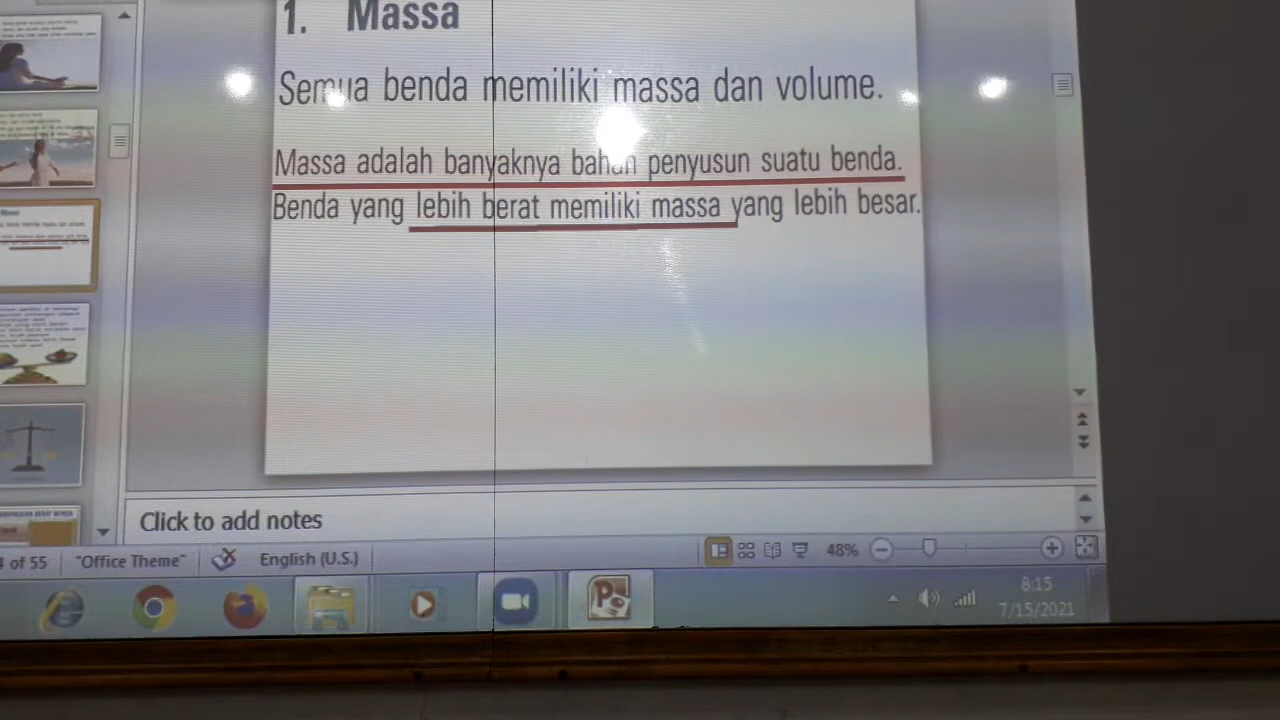 1. Massa
Semua benda memiliki massa dan volume.
Massa adalah banyaknya bahan penyusun suatu benda.
Benda yang lebih berat memiliki massa yang lebih besar.
Click to add notes
of 55 "Office Theme" English (U.S.) 48%
8:15
7/15/2021